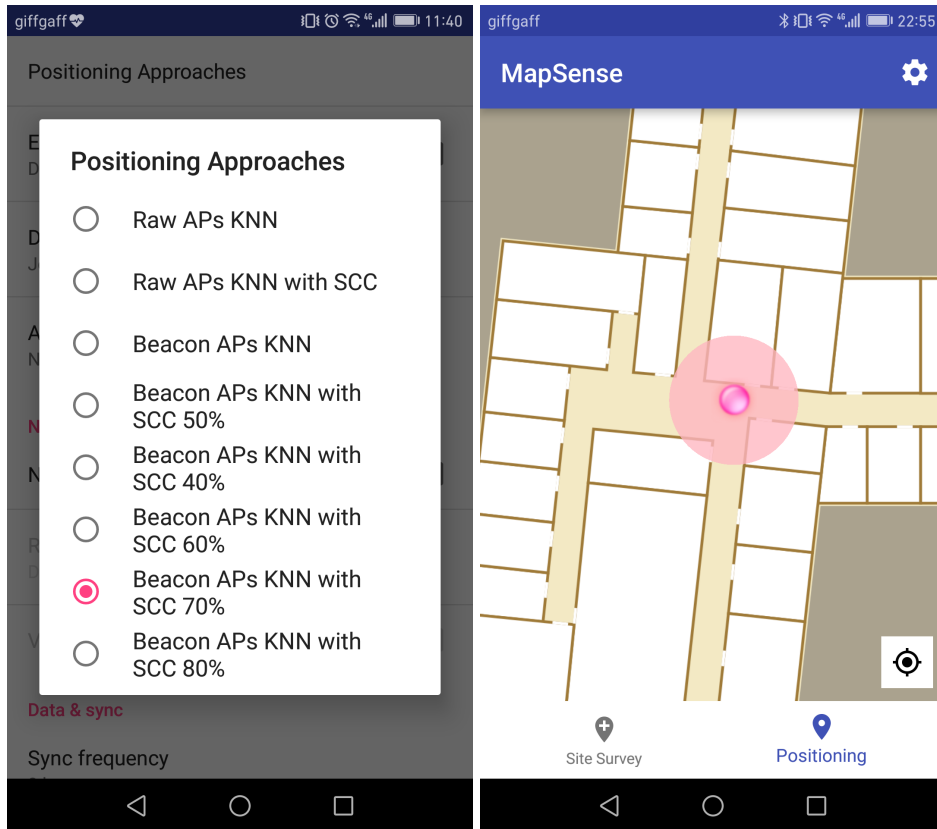 giffgaff
4G
11:40
Positioning Approaches
E
D
D
A
N
N
N
R
D
V
Positioning Approaches
Raw APs KNN
Raw APs KNN with SCC
Beacon APs KNN
Beacon APs KNN with
SCC 50%
Beacon APs KNN with
SCC 40%
Beacon APs KNN with
SCC 60%
Beacon APs KNN with
SCC 70%
Beacon APs KNN with
SCC 80%
Data & sync
Sync frequency
giffgaff
4G
22:55
MapSense
Site Survey
Positioning